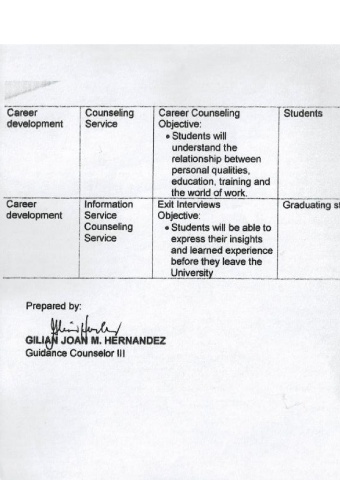 Career development | Counseling Service | Career Counseling | Students
Objective:
• Students will
understand the
relationship between
personal qualities,
education, training and
the world of work.
Career development | Information Service Counseling Service | Exit Interviews | Graduating
Objective:
• Students will be able to
express their insights
and learned experience
before they leave the
University
Prepared by:
GILIAN JOAN M. HERNANDEZ
Guidance Counselor III